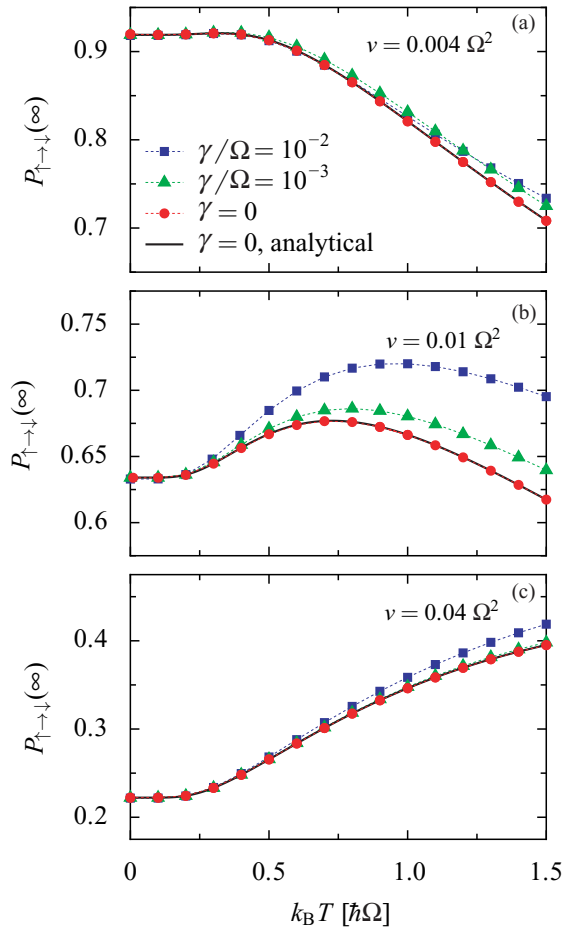 (a)
v = 0.004 Ω²
0.9
0.8
0.7
P↑→↓(∞)
γ/Ω = 10⁻²
γ/Ω = 10⁻³
γ = 0
γ = 0, analytical
(b)
v = 0.01 Ω²
0.75
0.7
0.65
0.6
P↑→↓(∞)
(c)
v = 0.04 Ω²
0.4
0.3
0.2
P↑→↓(∞)
0 0.5 1.0 1.5
k_B T [ℏΩ]